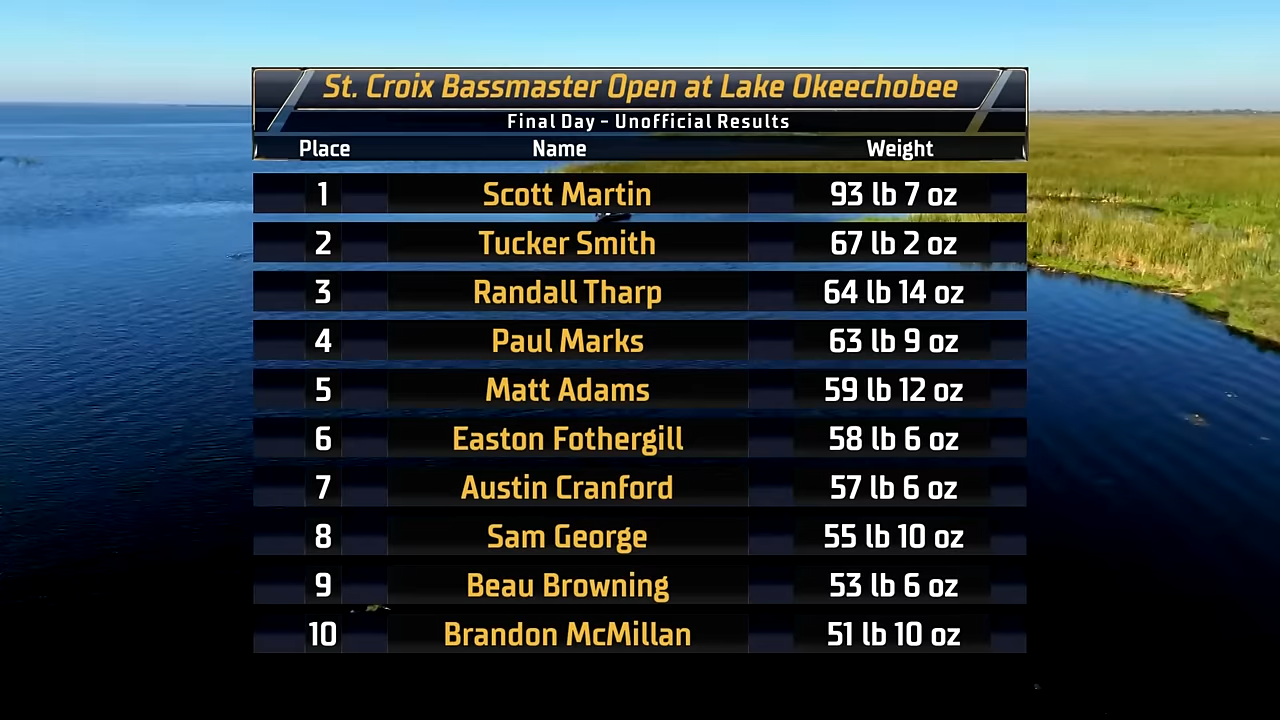 St. Croix Bassmaster Open at Lake Okeechobee
Final Day - Unofficial Results
Place Name Weight
1 Scott Martin 93 lb 7 oz
2 Tucker Smith 67 lb 2 oz
3 Randall Tharp 64 lb 14 oz
4 Paul Marks 63 lb 9 oz
5 Matt Adams 59 lb 12 oz
6 Easton Fothergill 58 lb 6 oz
7 Austin Cranford 57 lb 6 oz
8 Sam George 55 lb 10 oz
9 Beau Browning 53 lb 6 oz
10 Brandon McMillan 51 lb 10 oz